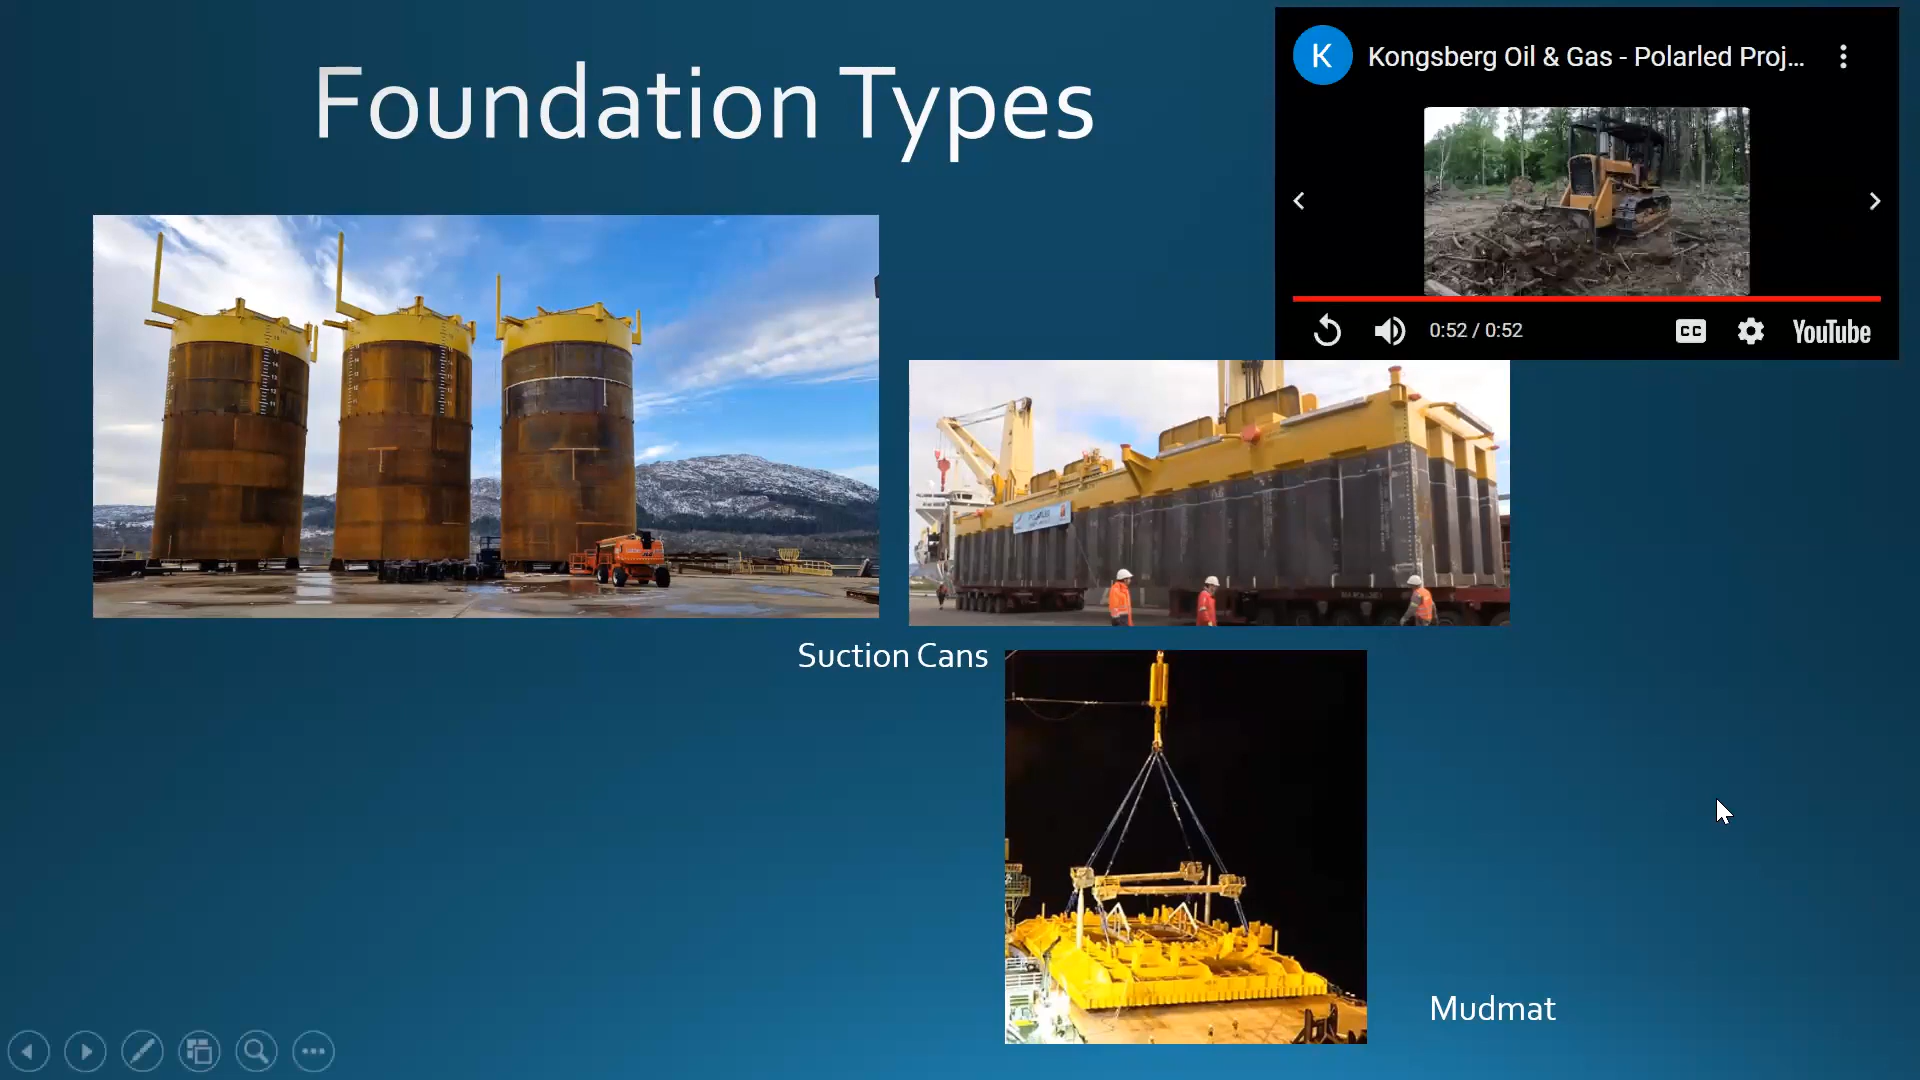 Foundation Types
K
Kongsberg Oil & Gas - Polarled Proj...
0:52 / 0:52
CC
YouTube
Suction Cans
Mudmat